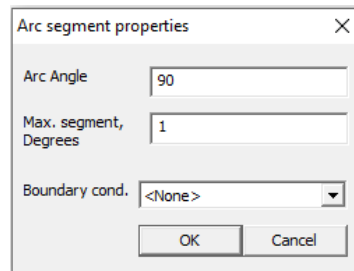 Arc segment properties
Arc Angle
90
Max. segment,
Degrees
1
Boundary cond.
<None>
OK
Cancel